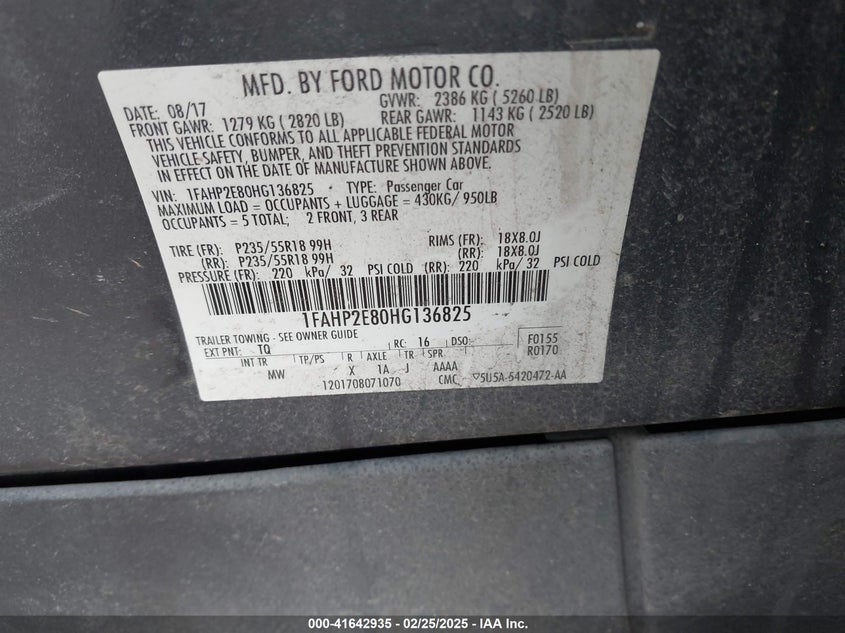 MFD. BY FORD MOTOR CO.
DATE: 08/17 GVWR: 2386 KG ( 5260 LB)
FRONT GAWR: 1279 KG ( 2820 LB) REAR GAWR: 1143 KG ( 2520 LB)
THIS VEHICLE CONFORMS TO ALL APPLICABLE FEDERAL MOTOR
VEHICLE SAFETY, BUMPER, AND THEFT PREVENTION STANDARDS
IN EFFECT ON THE DATE OF MANUFACTURE SHOWN ABOVE.
VIN: 1FAHP2E80HG136825 TYPE: Passenger Car
MAXIMUM LOAD = OCCUPANTS + LUGGAGE = 430KG/ 950LB
OCCUPANTS = 5 TOTAL; 2 FRONT, 3 REAR
TIRE (FR): P235/55R18 99H RIMS (FR): 18X8.0J
(RR): P235/55R18 99H (RR): 18X8.0J
PRESSURE (FR): 220 kPa/ 32 PSI COLD (RR): 220 kPa/ 32 PSI COLD
1FAHP2E80HG136825
TRAILER TOWING - SEE OWNER GUIDE
EXT PNT: TQ RC: 16 DSO: F0155
INT TR TP/PS R AXLE TR SPR R0170
MW X 1A J AAAA
1201708071070 CMC 5U5A-5420472-AA
000-41642935 - 02/25/2025 - IAA Inc.